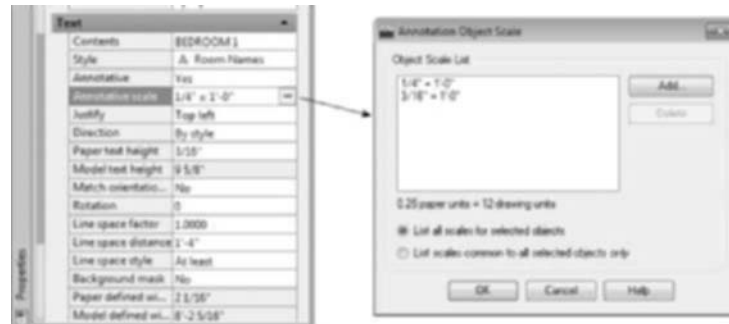 Text
Contents BEDROOM 1
Style A Room Names
Annotative Yes
Annotative scale 1/4" = 1'-0"
Justify Top left
Direction By style
Paper text height 3/16"
Model text height 9 5/8"
Match orientatio... No
Rotation 0
Line space factor 1.0000
Line space distance 1'-4"
Line space style At least
Background mask No
Paper defined wi... 2 1/16"
Model defined wi... 8'-2 5/16"
Properties
Annotation Object Scale
Object Scale List
1/4" = 1'-0"
3/16" = 1'0"
Add...
Delete
0.25 paper units = 12 drawing units
List all scales for selected objects
List scales common to all selected objects only
OK Cancel Help